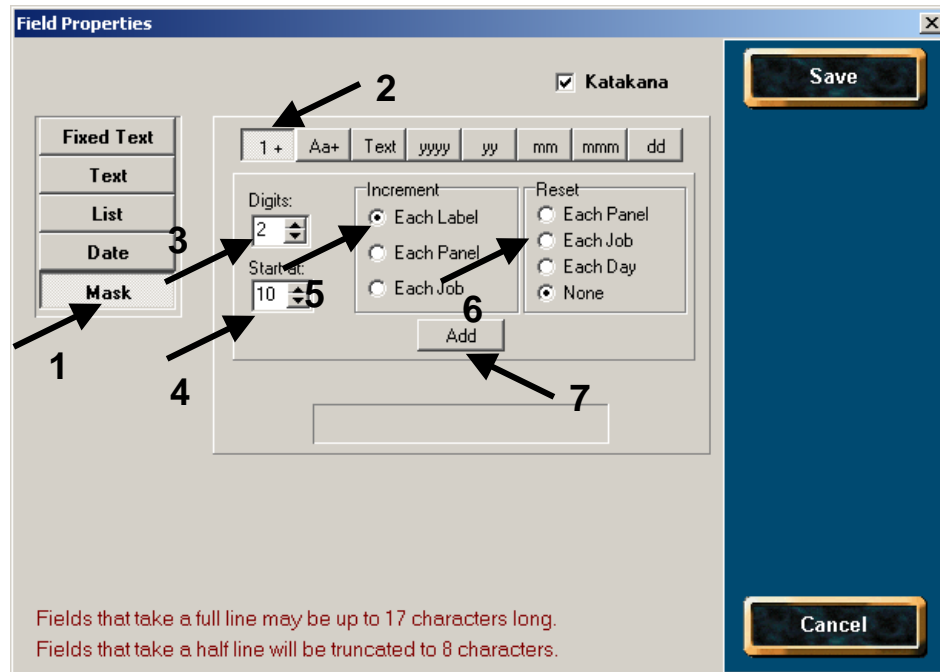 Field Properties
Save
Katakana
2
Fixed Text
Text
List
Date
Mask
1 + Aa+ Text yyyy yy mm mmm dd
Digits:
2
3
Start at:
10
4
Increment
Each Label
Each Panel
Each Job
5
Reset
Each Panel
Each Job
Each Day
None
6
Add
1
7
Fields that take a full line may be up to 17 characters long.
Fields that take a half line will be truncated to 8 characters.
Cancel